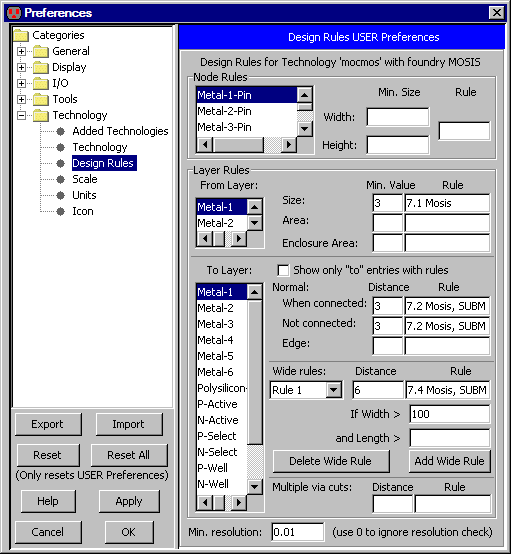 Preferences
Categories
General
Display
I/O
Tools
Technology
Added Technologies
Technology
Design Rules
Scale
Units
Icon
Export
Import
Reset
Reset All
(Only resets USER Preferences)
Help
Apply
Cancel
OK
Design Rules USER Preferences
Design Rules for Technology 'mocmos' with foundry MOSIS
Node Rules
Metal-1-Pin
Metal-2-Pin
Metal-3-Pin
Min. Size
Rule
Width:
Height:
Layer Rules
From Layer:
Min. Value
Rule
Metal-1
Metal-2
Size:
3
7.1 Mosis
Area:
Enclosure Area:
To Layer:
Show only "to" entries with rules
Metal-1
Metal-2
Metal-3
Metal-4
Metal-5
Metal-6
Polysilicon-
P-Active
N-Active
P-Select
N-Select
P-Well
N-Well
Normal:
Distance
Rule
When connected:
3
7.2 Mosis, SUBM
Not connected:
3
7.2 Mosis, SUBM
Edge:
Wide rules:
Distance
Rule
Rule 1
6
7.4 Mosis, SUBM
If Width >
100
and Length >
Delete Wide Rule
Add Wide Rule
Multiple via cuts:
Distance
Rule
Min. resolution:
0.01
(use 0 to ignore resolution check)